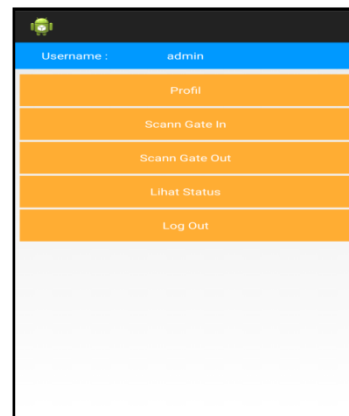 Username : admin
Profil
Scann Gate In
Scann Gate Out
Lihat Status
Log Out